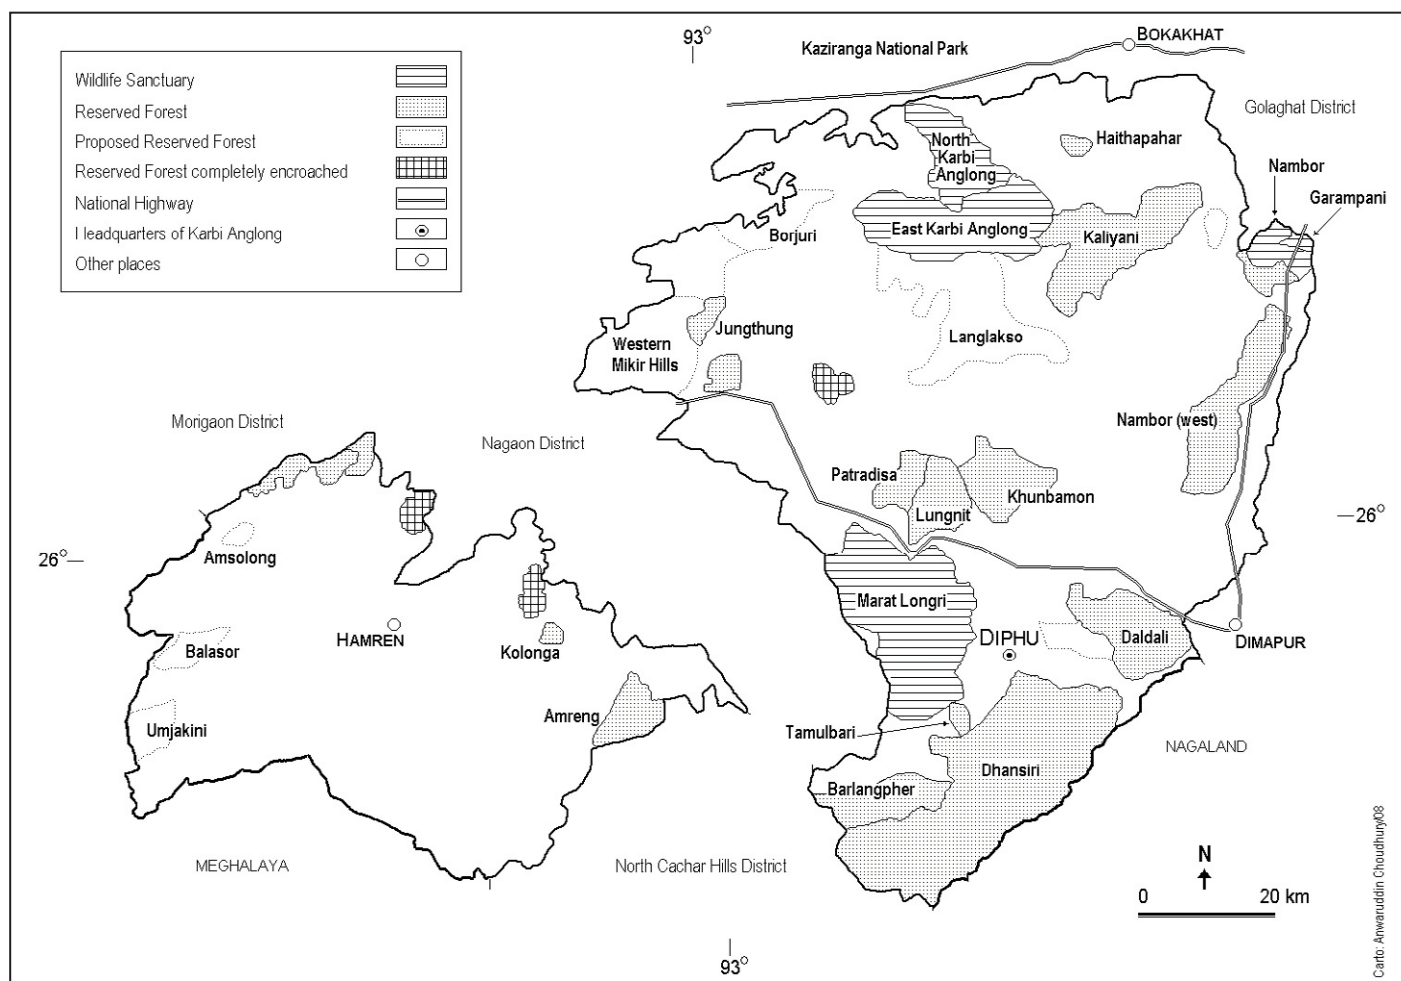 93°
Kaziranga National Park
BOKAKHAT
Wildlife Sanctuary
Reserved Forest
Proposed Reserved Forest
Reserved Forest completely encroached
National Highway
Headquarters of Karbi Anglong
Other places
Golaghat District
Haithapahar
North
Karbi
Anglong
Nambor
Garampani
Borjuri
East Karbi Anglong
Kaliyani
Jungthung
Western
Mikir Hills
Langlakso
Morigaon District
Nagaon District
Nambor (west)
Patradisa
Khunbamon
Lungnit
26°
26°
Amsolong
Marat Longri
HAMREN
Balasor
Kolonga
DIPHU
Daldali
DIMAPUR
Umjakini
Amreng
Tamulbari
NAGALAND
Dhansiri
Barlangpher
MEGHALAYA
North Cachar Hills District
N
0 20 km
93°
Carto: Anwaruddin Choudhury/08